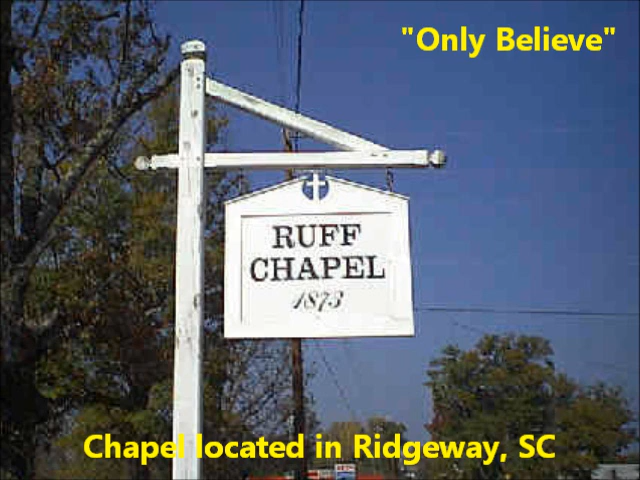 "Only Believe"
RUFF
CHAPEL
1873
Chapel located in Ridgeway, SC